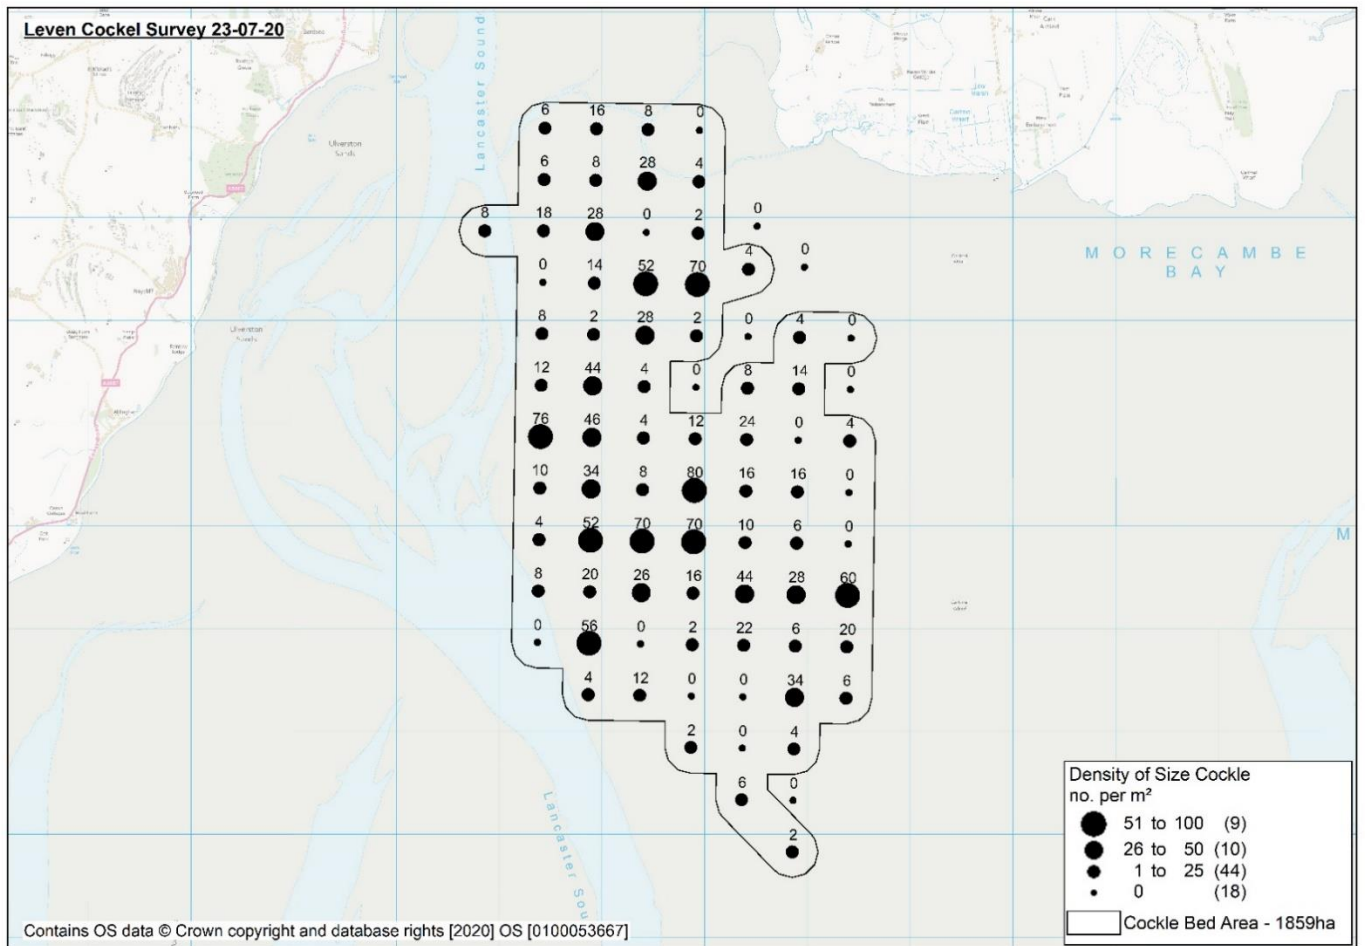 Leven Cockel Survey 23-07-20
Lancaster Sound
Ulverston
Sands
6 16 8 0
6 8 28 4
8 18 28 0 2 0
4 0
0 14 52 70
MORECAMBE
BAY
Ulverston
Sands
8 2 28 2 0 4 0
12 44 4 0 8 14 0
76 46 4 12 24 0 4
10 34 8 80 16 16 0
4 52 70 70 10 6 0
M
8 20 26 16 44 28 60
0 56 0 2 22 6 20
4 12 0 0 34 6
2 0 4
6 0
2
Lancaster Sou
Density of Size Cockle
no. per m²
51 to 100 (9)
26 to 50 (10)
1 to 25 (44)
0 (18)
Cockle Bed Area - 1859ha
Contains OS data © Crown copyright and database rights [2020] OS [0100053667]